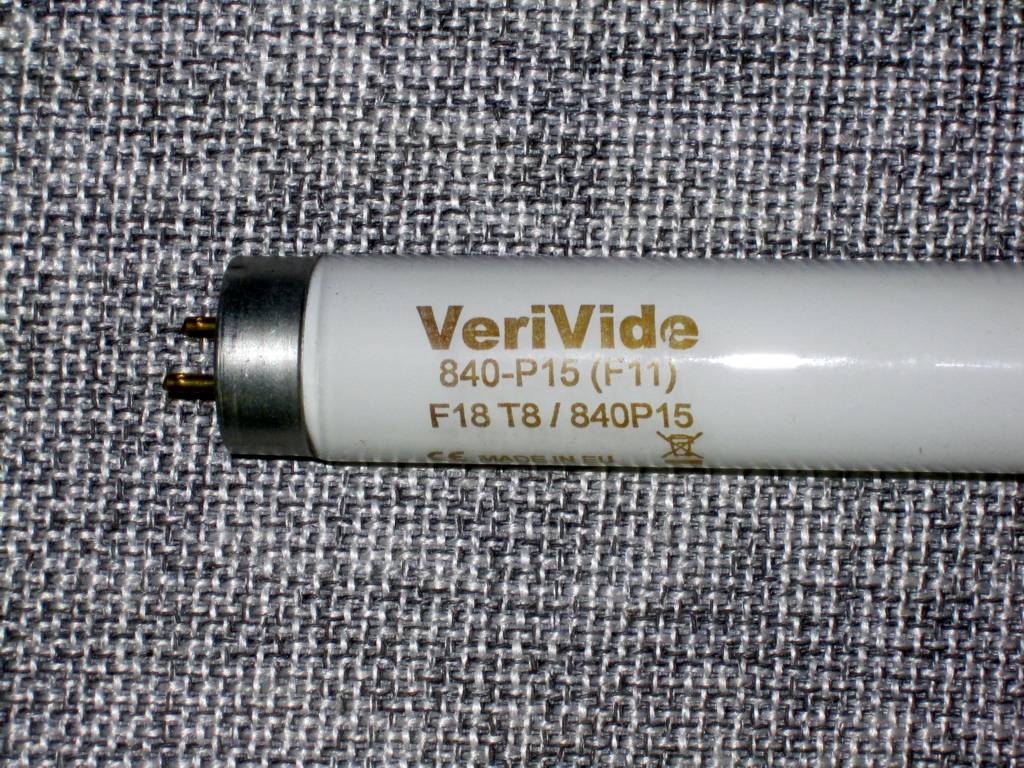 VeriVide
840-P15 (F11)
F18 T8 / 840P15
CE MADE IN EU